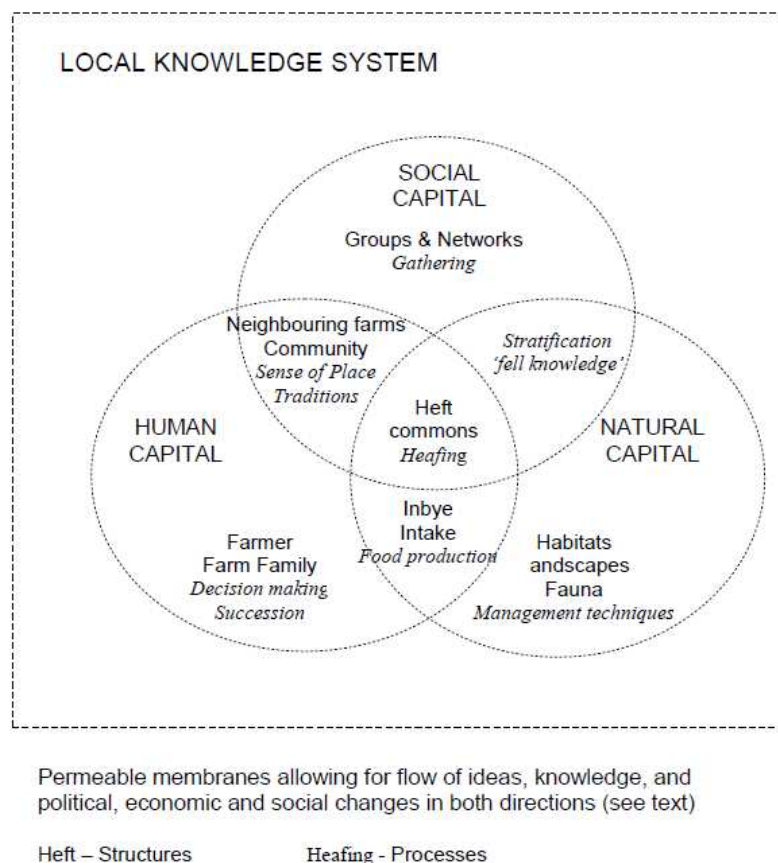 LOCAL KNOWLEDGE SYSTEM
SOCIAL
CAPITAL
Groups & Networks
Gathering
Neighbouring farms
Community
Sense of Place
Traditions
Stratification
'fell knowledge'
Heft
commons
Heafing
HUMAN
CAPITAL
NATURAL
CAPITAL
Inbye
Intake
Food production
Farmer
Farm Family
Decision making
Succession
Habitats
andscapes
Fauna
Management techniques
Permeable membranes allowing for flow of ideas, knowledge, and
political, economic and social changes in both directions (see text)
Heft – Structures Heafing - Processes